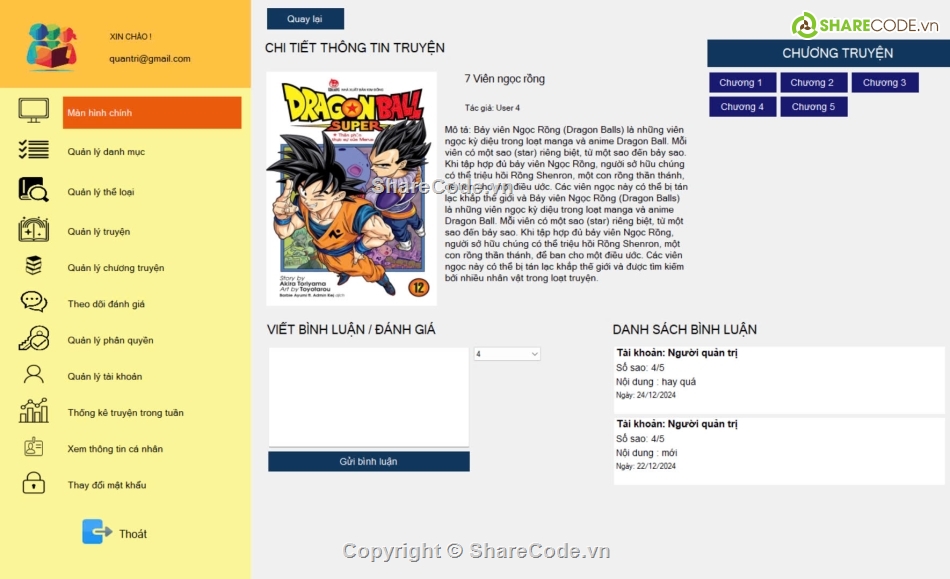 XIN CHÀO !
quantri@gmail.com
Màn hình chính
Quản lý danh mục
Quản lý thể loại
Quản lý truyện
Quản lý chương truyện
Theo dõi đánh giá
Quản lý phân quyền
Quản lý tài khoản
Thống kê truyện trong tuần
Xem thông tin cá nhân
Thay đổi mật khẩu
Thoát
Quay lại
CHI TIẾT THÔNG TIN TRUYỆN
NHÀ XUẤT BẢN KIM ĐỒNG
DRAGON BALL
SUPER
Story by
Akira Toriyama
Art by Toyotarou
12
7 Viên ngọc rồng
Tác giả: User 4
Mô tả: Bảy viên Ngọc Rồng (Dragon Balls) là những viên
ngọc kỳ diệu trong loạt manga và anime Dragon Ball. Mỗi
viên có một sao (star) riêng biệt, từ một sao đến bảy sao.
Khi tập hợp đủ bảy viên Ngọc Rồng, người sở hữu chúng
có thể triệu hồi Rồng Shenron, một con rồng thần thánh,
để ban cho một điều ước. Các viên ngọc này có thể bị tán
lạc khắp thế giới và Bảy viên Ngọc Rồng (Dragon Balls)
là những viên ngọc kỳ diệu trong loạt manga và anime
Dragon Ball. Mỗi viên có một sao (star) riêng biệt, từ một
sao đến bảy sao. Khi tập hợp đủ bảy viên Ngọc Rồng,
người sở hữu chúng có thể triệu hồi Rồng Shenron, một
con rồng thần thánh, để ban cho một điều ước. Các viên
ngọc này có thể bị tán lạc khắp thế giới và được tìm kiếm
bởi nhiều nhân vật trong loạt truyện.
ShareCode.vn
SHARECODE.vn
CHƯƠNG TRUYỆN
Chương 1
Chương 2
Chương 3
Chương 4
Chương 5
VIẾT BÌNH LUẬN / ĐÁNH GIÁ
4
Gửi bình luận
DANH SÁCH BÌNH LUẬN
Tài khoản: Người quản trị
Số sao: 4/5
Nội dung : hay quá
Ngày: 24/12/2024
Tài khoản: Người quản trị
Số sao: 4/5
Nội dung : mới
Ngày: 22/12/2024
Copyright © ShareCode.vn